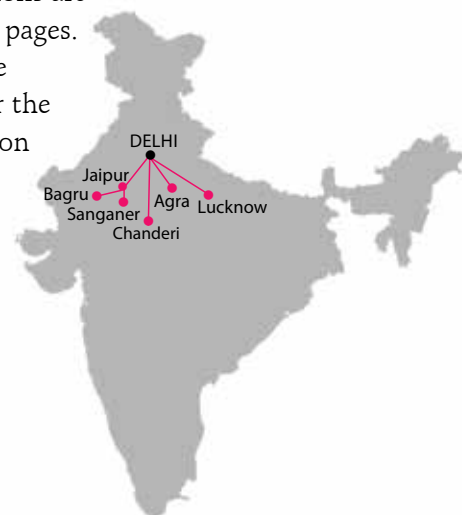 pages.
r the
on
DELHI
Jaipur
Bagru
Sanganer
Agra
Lucknow
Chanderi